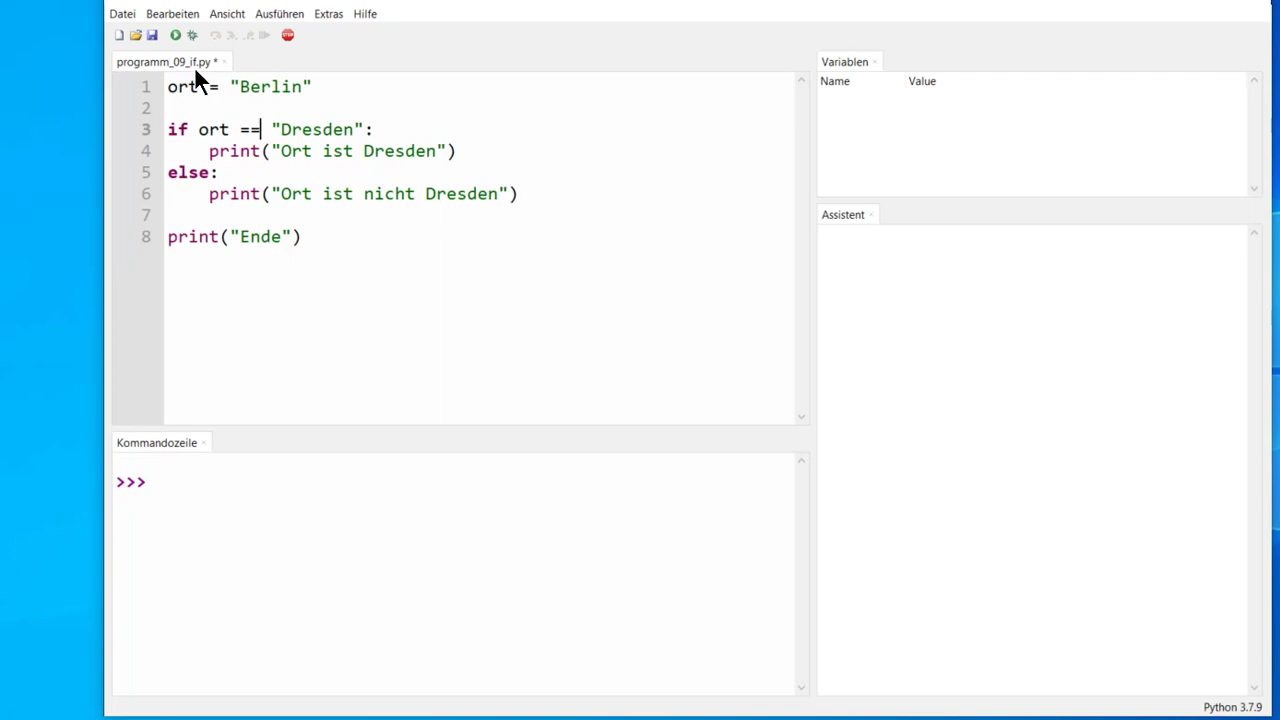 Datei Bearbeiten Ansicht Ausführen Extras Hilfe
programm_09_if.py *
1 ort = "Berlin"
2
3 if ort == "Dresden":
4     print("Ort ist Dresden")
5 else:
6     print("Ort ist nicht Dresden")
7
8 print("Ende")
Kommandozeile
>>>
Variablen
Name Value
Assistent
Python 3.7.9